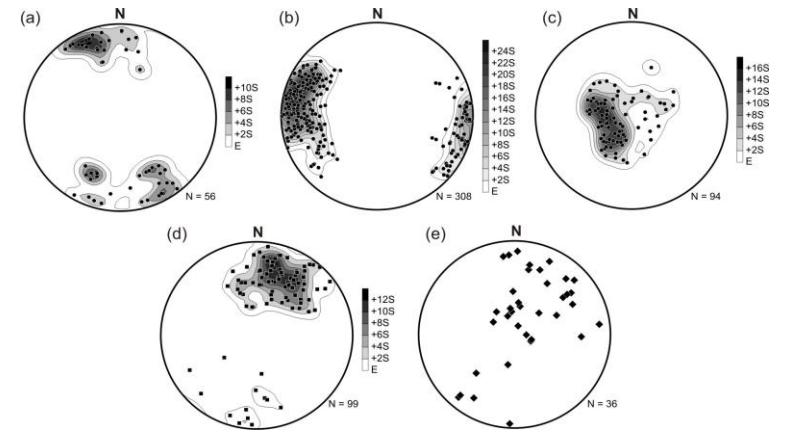 (a)
N
+10S
+8S
+6S
+4S
+2S
E
N = 56
(b)
N
+24S
+22S
+20S
+18S
+16S
+14S
+12S
+10S
+8S
+6S
+4S
+2S
E
N = 308
(c)
N
+16S
+14S
+12S
+10S
+8S
+6S
+4S
+2S
E
N = 94
(d)
N
+12S
+10S
+8S
+6S
+4S
+2S
E
N = 99
(e)
N
N = 36